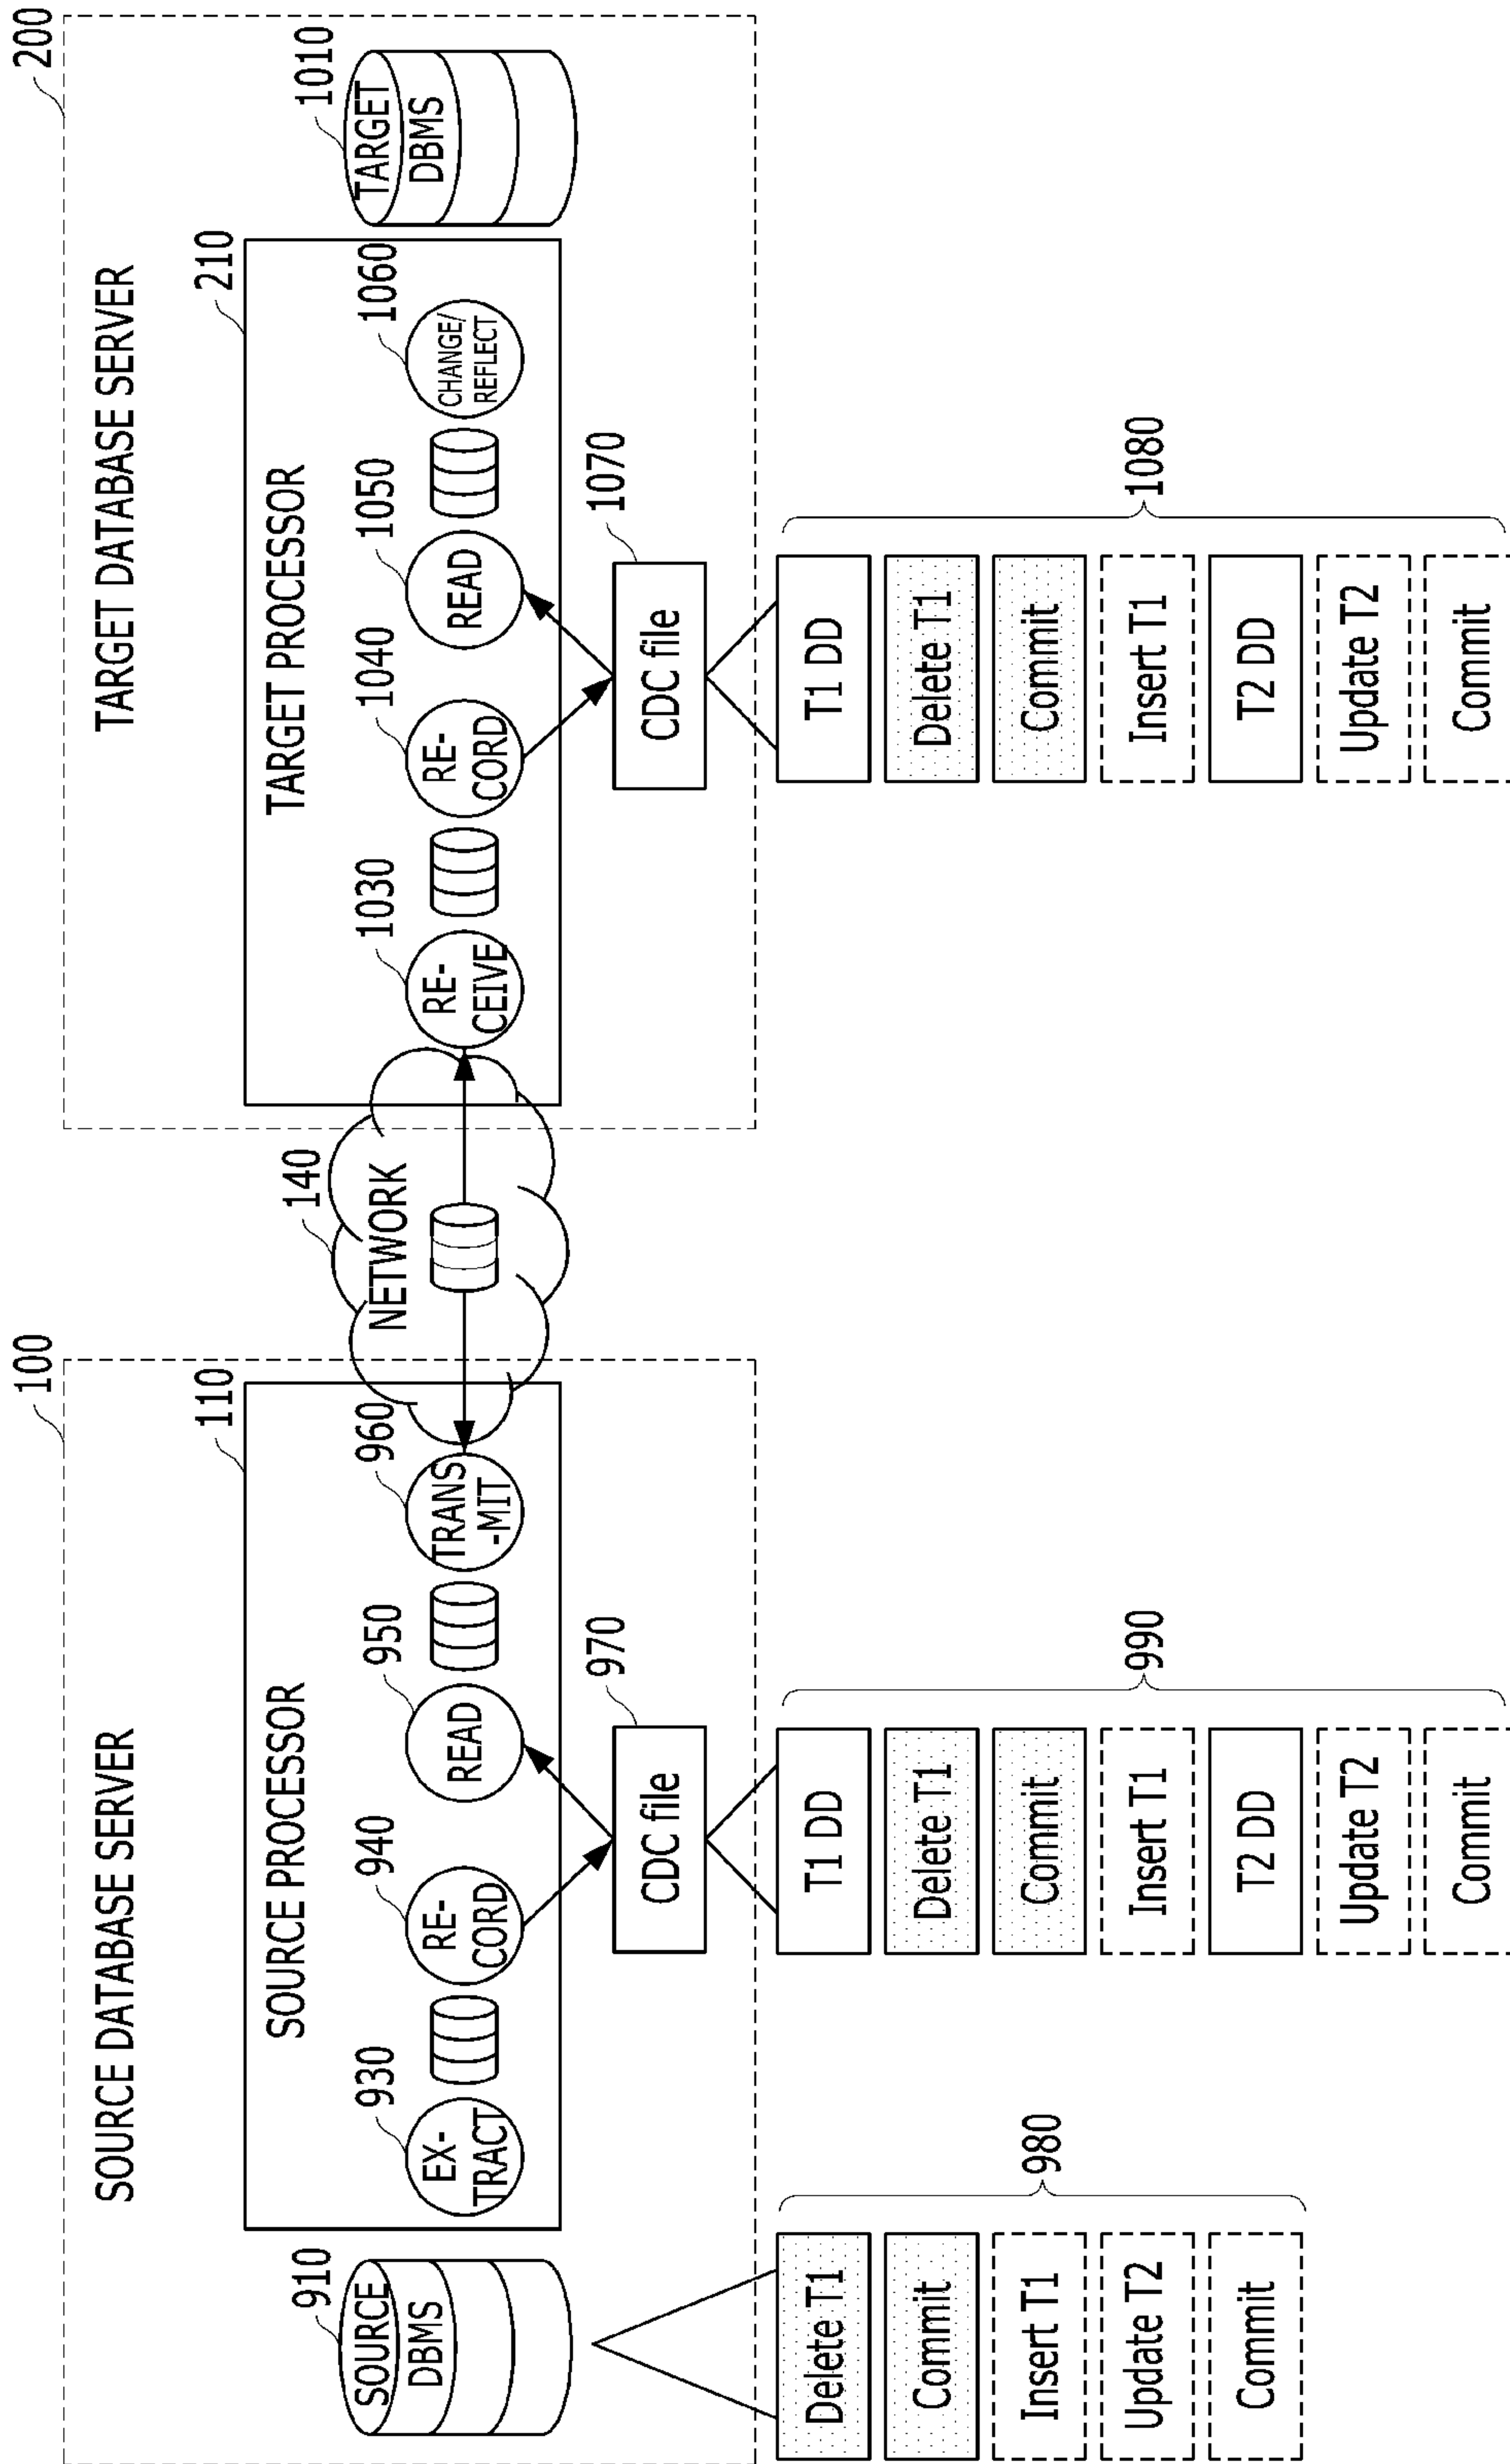 100
SOURCE DATABASE SERVER
110
SOURCE PROCESSOR
910
SOURCE
DBMS
930
EX-
TRACT
940
RE-
CORD
950
READ
960
TRANS
-MIT
970
CDC file
Delete T1
Commit
Insert T1
Update T2
Commit
980
T1 DD
Delete T1
Commit
Insert T1
T2 DD
Update T2
Commit
990
140
NETWORK
200
TARGET DATABASE SERVER
210
TARGET PROCESSOR
1030
RE-
CEIVE
1040
RE-
CORD
1050
READ
1060
CHANGE/
REFLECT
1010
TARGET
DBMS
1070
CDC file
T1 DD
Delete T1
Commit
Insert T1
T2 DD
Update T2
Commit
1080